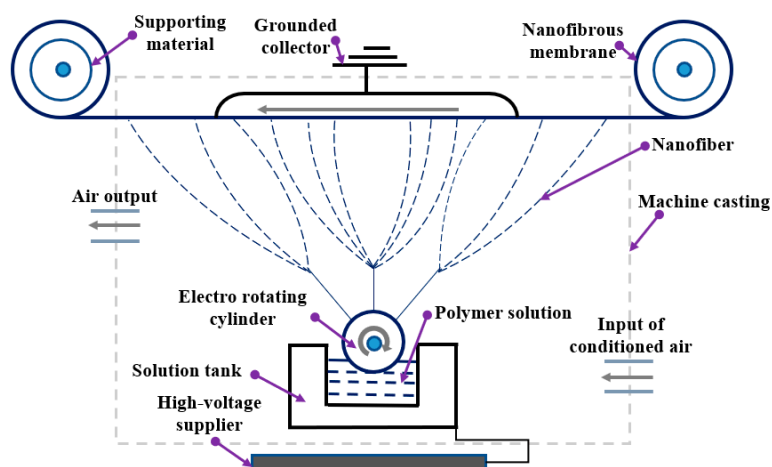 Supporting
material
Grounded
collector
Nanofibrous
membrane
Nanofiber
Air output
Machine casting
Electro rotating
cylinder
Polymer solution
Input of
conditioned air
Solution tank
High-voltage
supplier